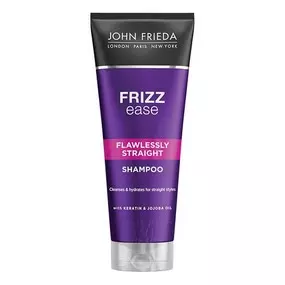 JOHN FRIEDA
LONDON · PARIS · NEW YORK
FRIZZ
ease
FLAWLESSLY
STRAIGHT
SHAMPOO
Cleanses & hydrates for straight styles
with KERATIN & JOJOBA OIL